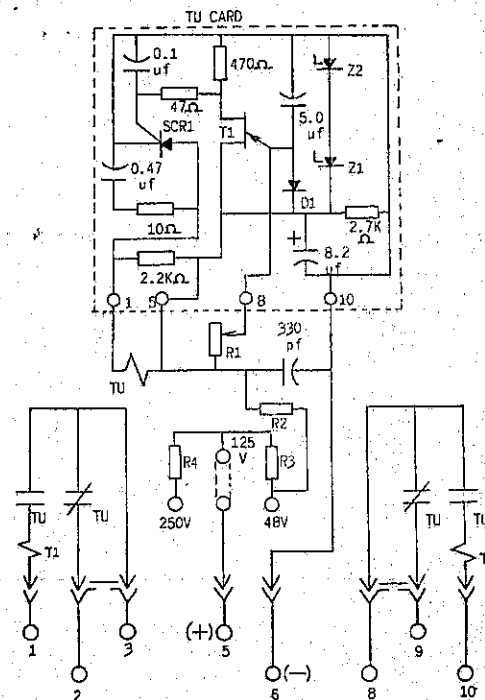 TU CARD
0.1
uf
470Ω
Z2
47Ω
SCR1
T1
5.0
uf
0.47
uf
Z1
D1
10Ω
2.7K
Ω
2.2KΩ
+
8.2
uf
1
5
8
10
330
pf
R1
TU
R2
125
V
R4
R3
250V
48V
TU
TU
TU
TU
T1
(+)
(-)
1
3
5
9
2
6
8
10